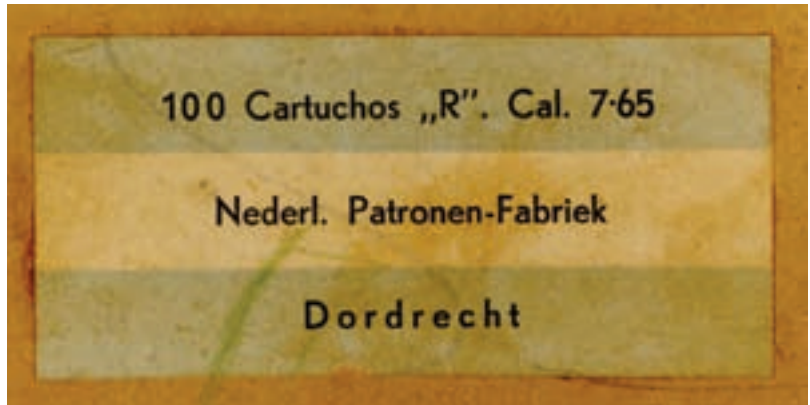 100 Cartuchos „R”. Cal. 7·65
Nederl. Patronen-Fabriek
Dordrecht